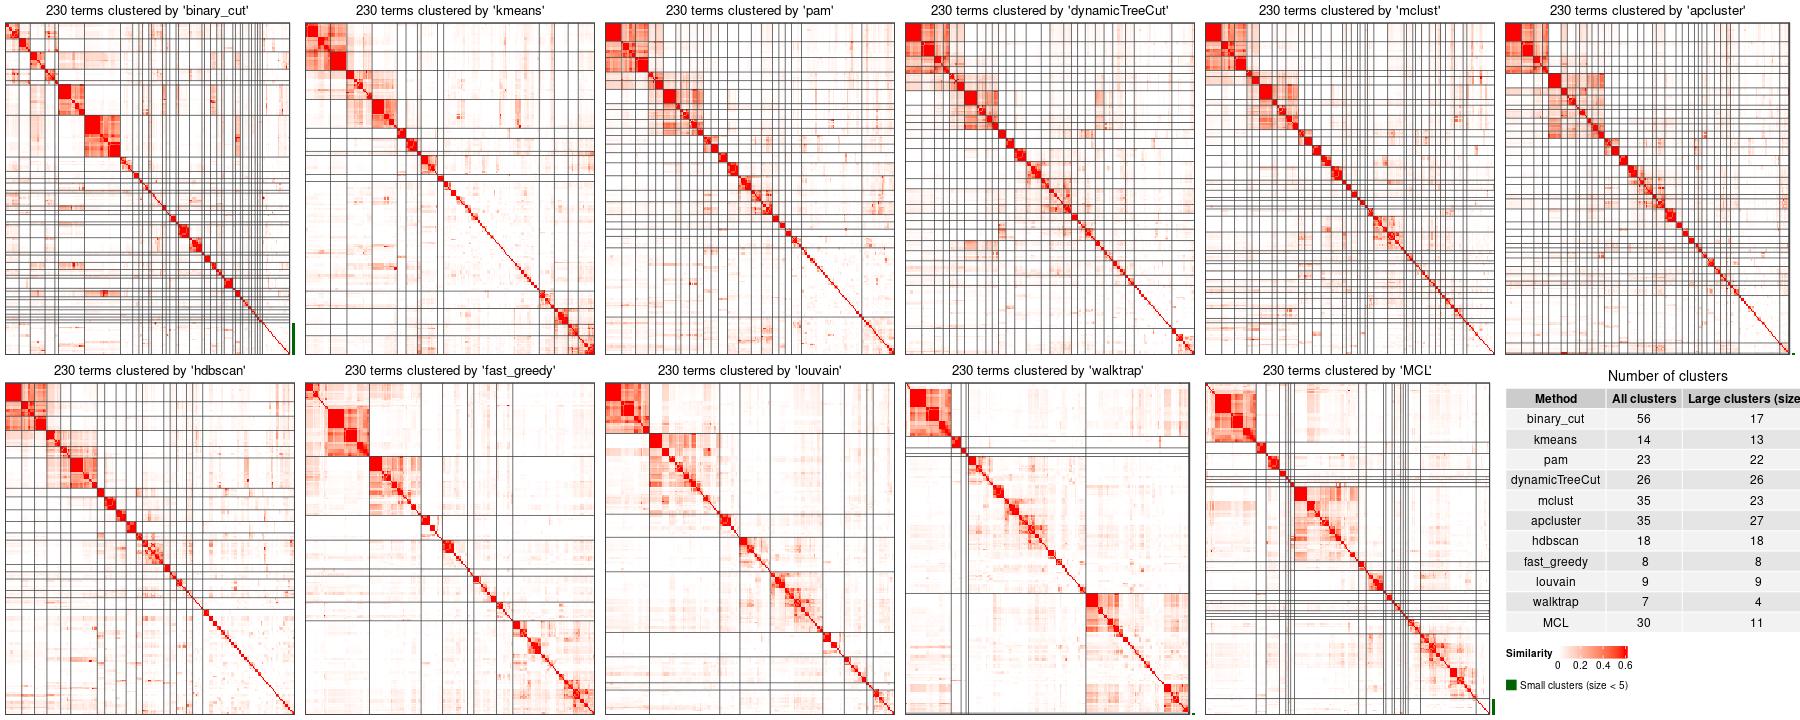 230 terms clustered by 'binary_cut'
230 terms clustered by 'kmeans'
230 terms clustered by 'pam'
230 terms clustered by 'dynamicTreeCut'
230 terms clustered by 'mclust'
230 terms clustered by 'apcluster'
230 terms clustered by 'hdbscan'
230 terms clustered by 'fast_greedy'
230 terms clustered by 'louvain'
230 terms clustered by 'walktrap'
230 terms clustered by 'MCL'
Number of clusters
Method All clusters Large clusters (size
binary_cut 56 17
kmeans 14 13
pam 23 22
dynamicTreeCut 26 26
mclust 35 23
apcluster 35 27
hdbscan 18 18
fast_greedy 8 8
louvain 9 9
walktrap 7 4
MCL 30 11
Similarity
0 0.2 0.4 0.6
Small clusters (size < 5)